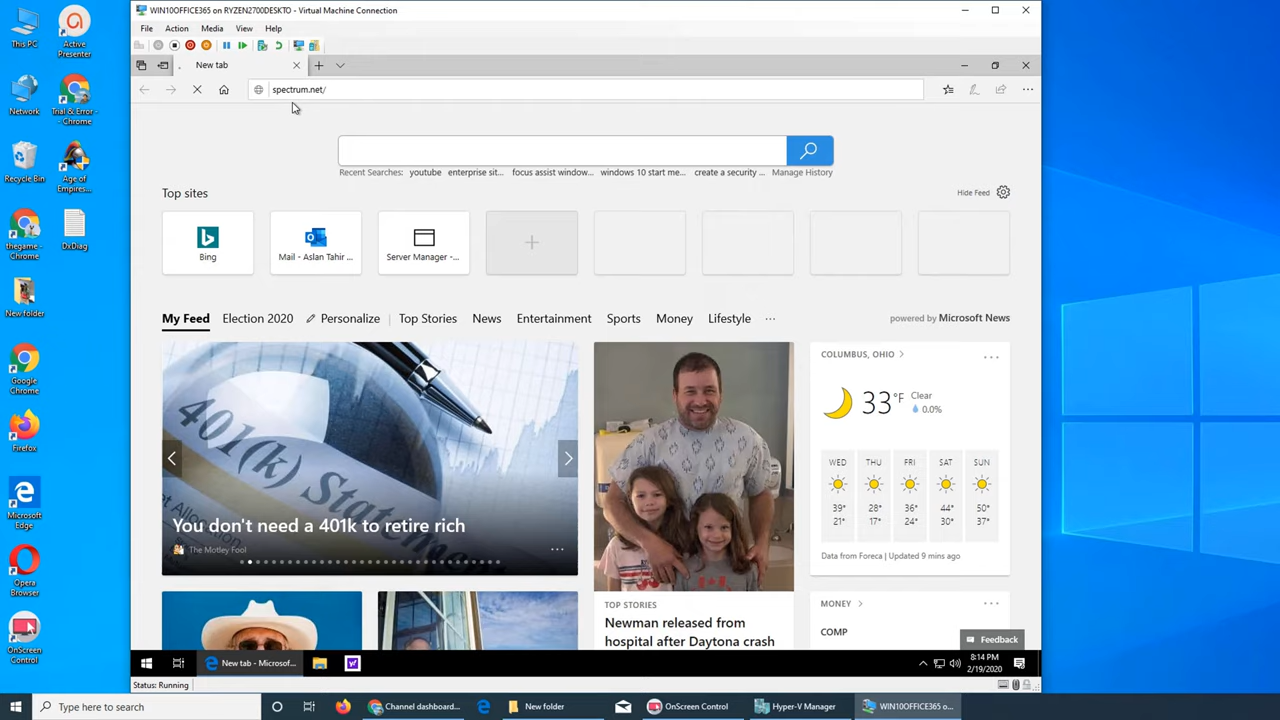 WIN10OFFICE365 on RYZEN2700DESKTO - Virtual Machine Connection
File Action Media View Help
New tab
spectrum.net/
Recent Searches: youtube enterprise sit... focus assist window... windows 10 start me... create a security ... Manage History
Top sites
Hide Feed
Bing
Mail - Aslan Tahir ...
Server Manager -...
My Feed Election 2020 Personalize Top Stories News Entertainment Sports Money Lifestyle ...
powered by Microsoft News
401(k) Statement
You don't need a 401k to retire rich
The Motley Fool
TOP STORIES
Newman released from
hospital after Daytona crash
COLUMBUS, OHIO
33°F
Clear
0.0%
WED THU FRI SAT SUN
39° 28° 36° 44° 50°
21° 17° 24° 30° 37°
Data from Foreca | Updated 9 mins ago
MONEY
COMP
Feedback
New tab - Microsof...
8:14 PM
2/19/2020
Status: Running
This PC
Active
Presenter
Network
Trial & Error -
- Chrome
Recycle Bin
Age of
Empires...
thegame -
Chrome
DxDiag
New folder
Google
Chrome
Firefox
Microsoft
Edge
Opera
Browser
OnScreen
Control
Type here to search
Channel dashboard...
New folder
OnScreen Control
Hyper-V Manager
WIN10OFFICE365 o...